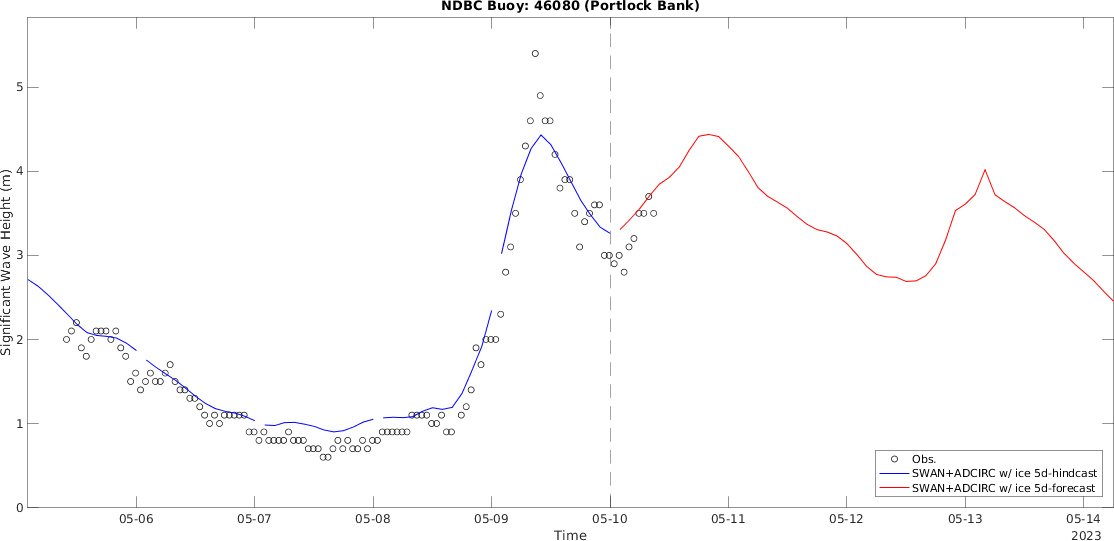 NDBC Buoy: 46080 (Portlock Bank)
Significant Wave Height (m)
5
4
3
2
1
0
Obs.
SWAN+ADCIRC w/ ice 5d-hindcast
SWAN+ADCIRC w/ ice 5d-forecast
05-06 05-07 05-08 05-09 05-10 05-11 05-12 05-13 05-14
Time
2023